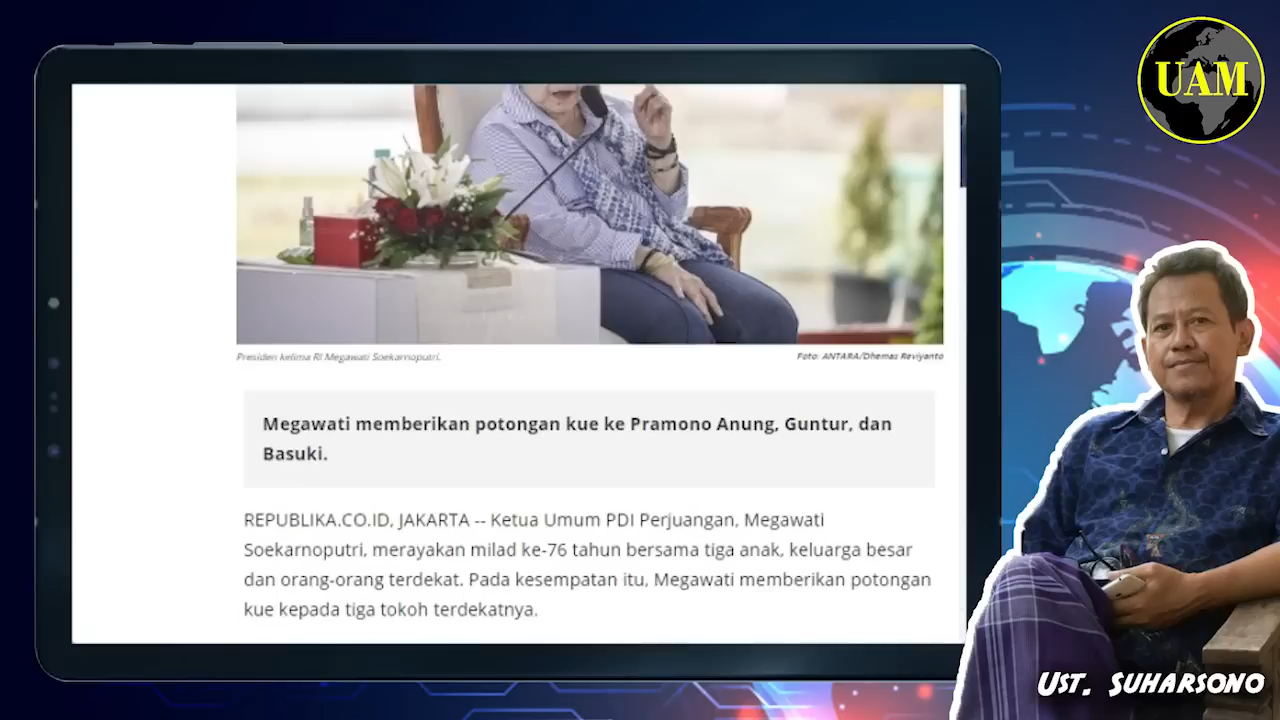 UAM
Presiden kelima RI Megawati Soekarnoputri.
Foto: ANTARA/Dhemas Reviyanto
Megawati memberikan potongan kue ke Pramono Anung, Guntur, dan
Basuki.
REPUBLIKA.CO.ID, JAKARTA -- Ketua Umum PDI Perjuangan, Megawati
Soekarnoputri, merayakan milad ke-76 tahun bersama tiga anak, keluarga besar
dan orang-orang terdekat. Pada kesempatan itu, Megawati memberikan potongan
kue kepada tiga tokoh terdekatnya.
UST. SUHARSONO